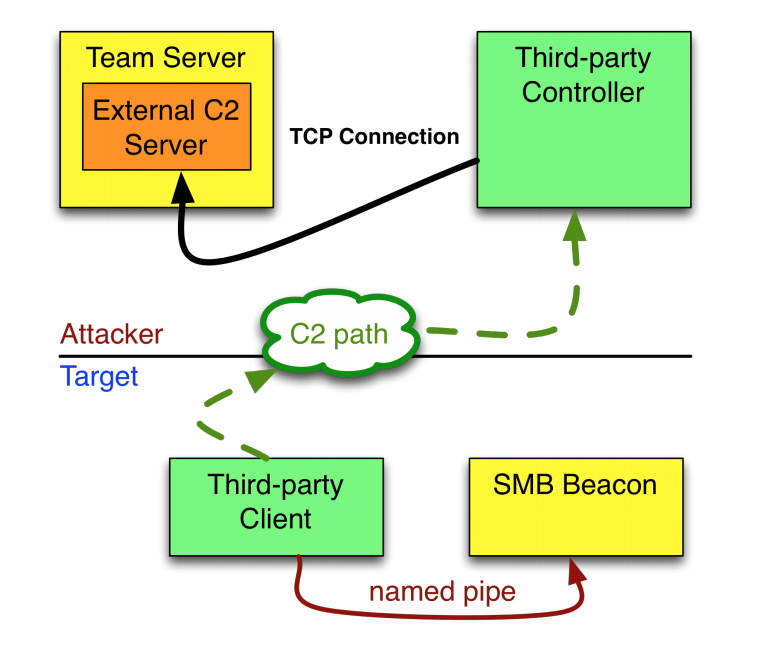 Team Server
External C2
Server
Third-party
Controller
TCP Connection
C2 path
Attacker
Target
Third-party
Client
SMB Beacon
named pipe